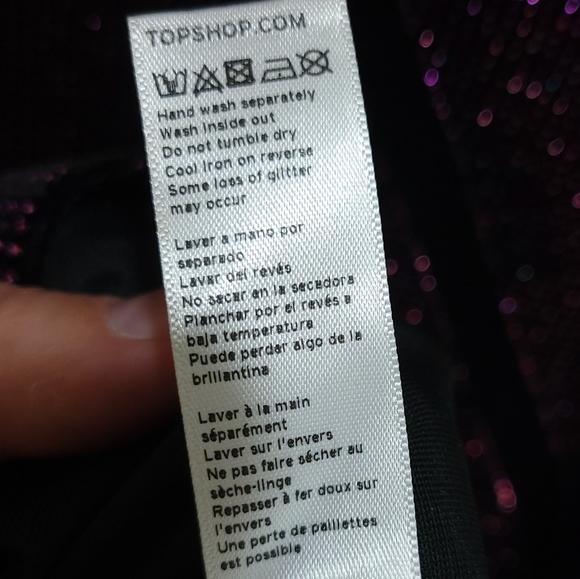 TOPSHOP.COM
Hand wash separately
Wash inside out
Do not tumble dry
Cool iron on reverse
Some loss of glitter
may occur
Lavar a mano por
separado
Lavar del revés
No sacar en la secadora
Planchar por el revés a
baja temperatura
Puede perder algo de la
brillantina
Laver à la main
séparément
Laver sur l'envers
Ne pas faire sécher au
sèche-linge
Repasser à fer doux sur
l'envers
Une perte de paillettes
est possible